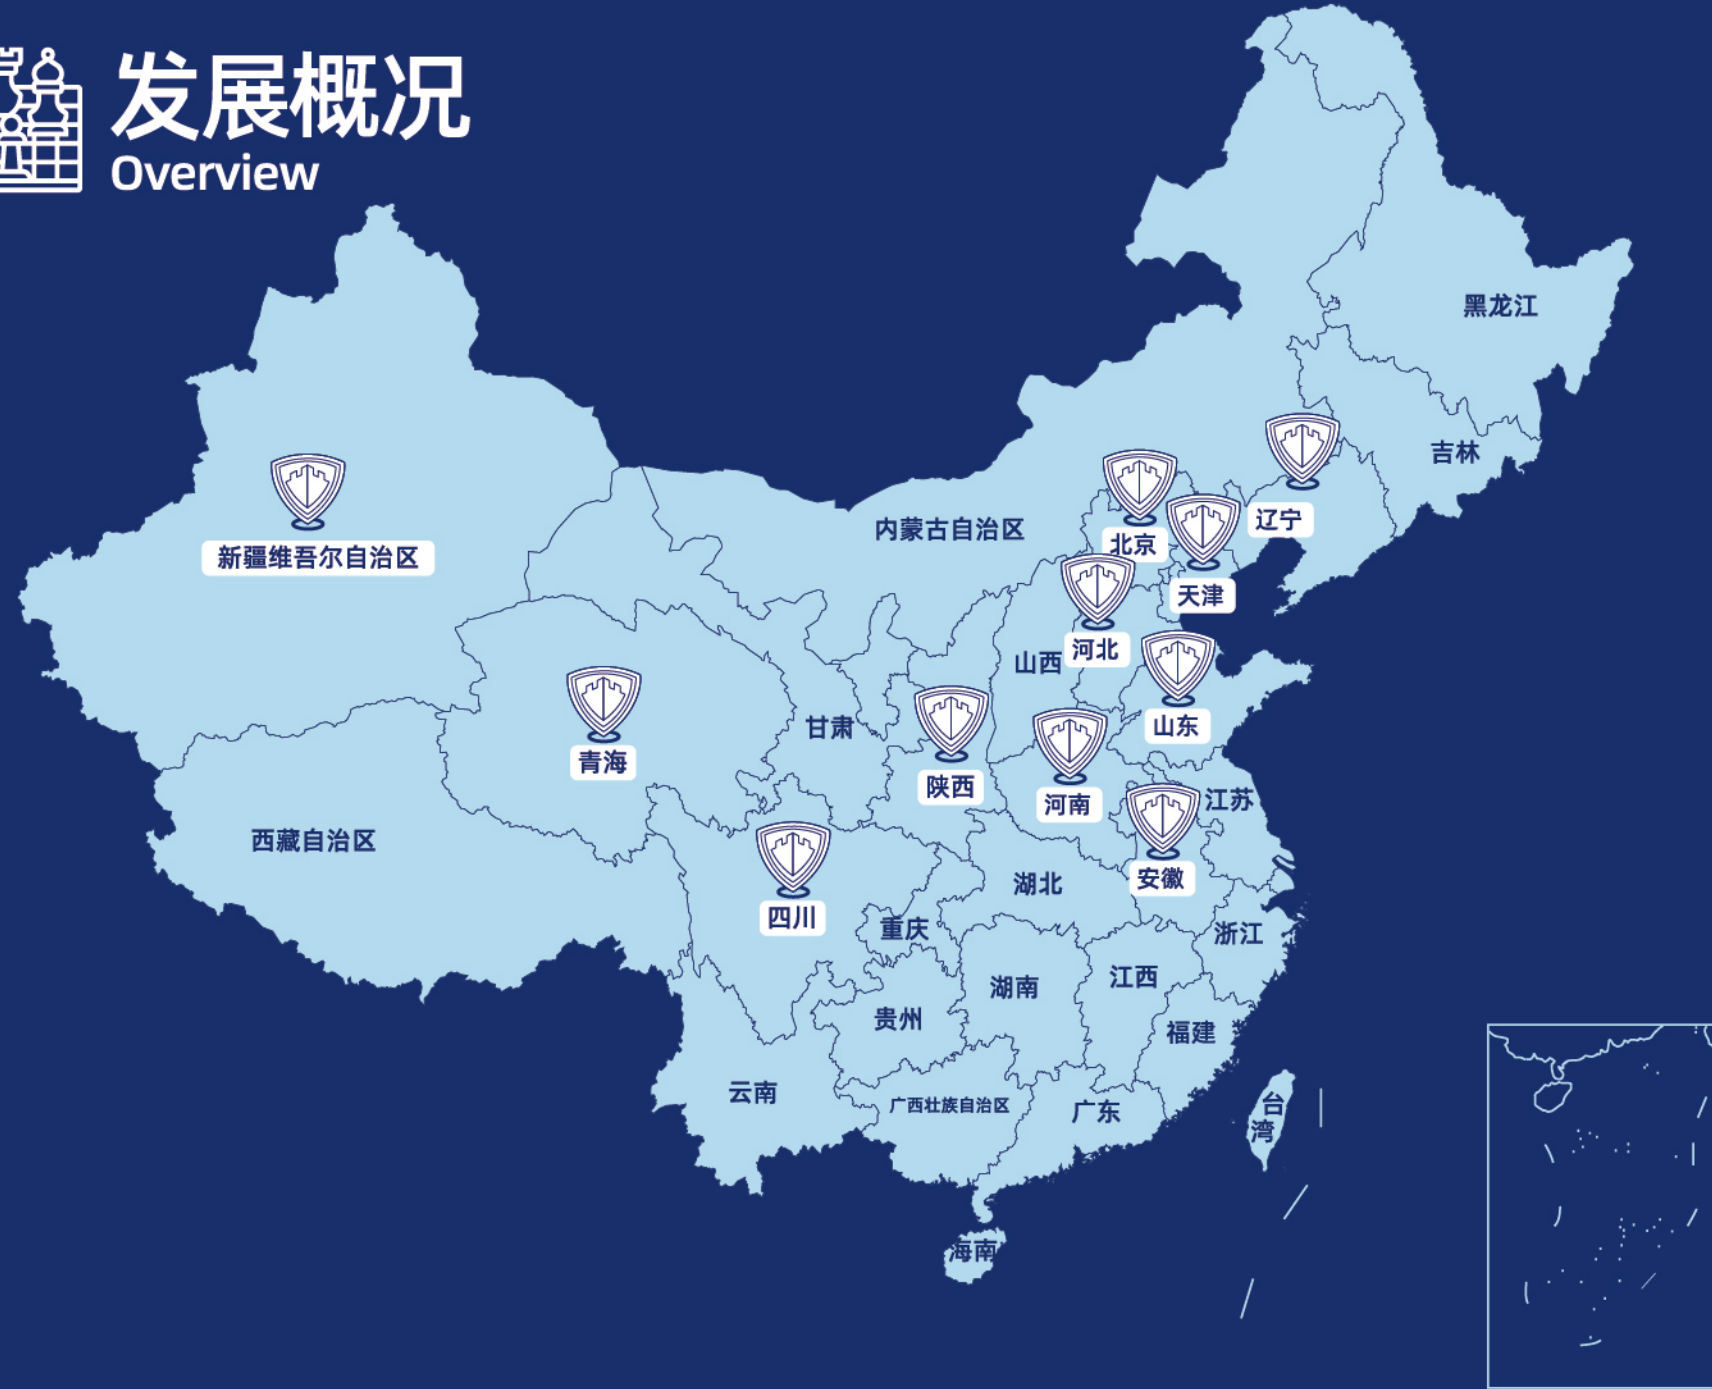 发展概况
Overview
黑龙江
吉林
辽宁
内蒙古自治区
北京
新疆维吾尔自治区
天津
河北
山西
山东
甘肃
青海
陕西
河南
江苏
西藏自治区
安徽
湖北
四川
重庆
浙江
江西
湖南
贵州
福建
云南
广西壮族自治区
广东
台
湾
海南